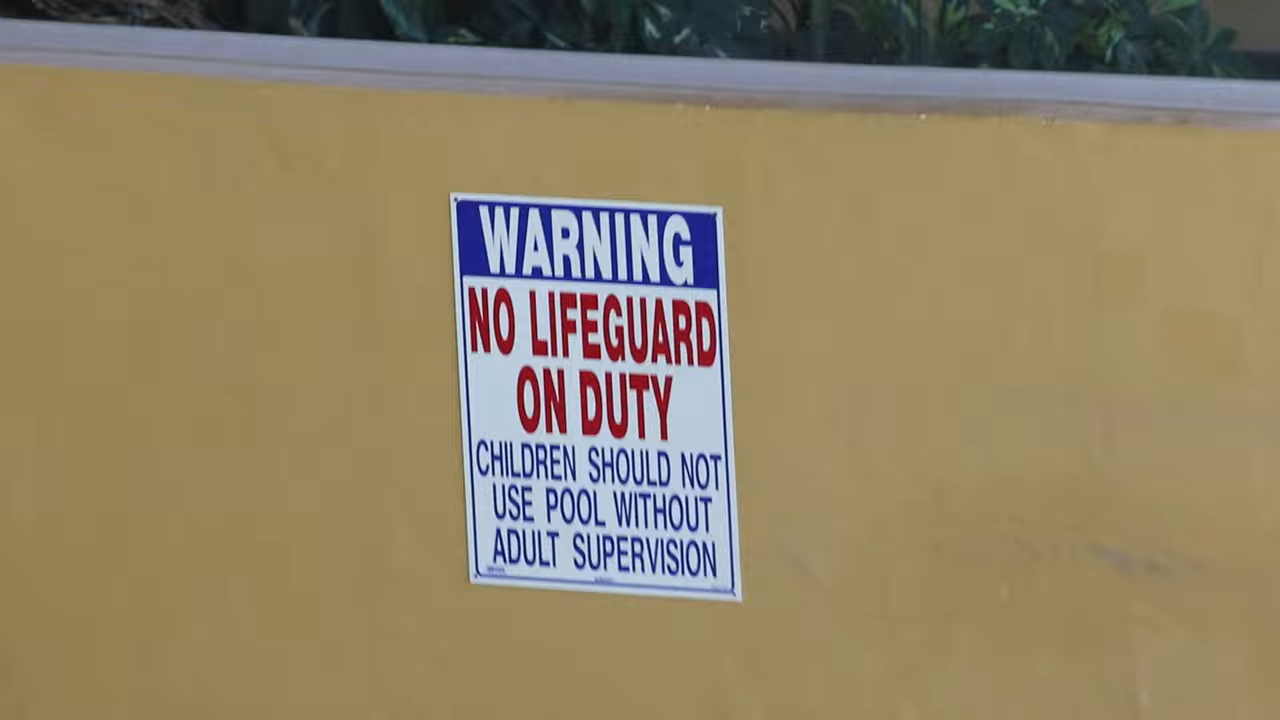 WARNING
NO LIFEGUARD
ON DUTY
CHILDREN SHOULD NOT
USE POOL WITHOUT
ADULT SUPERVISION